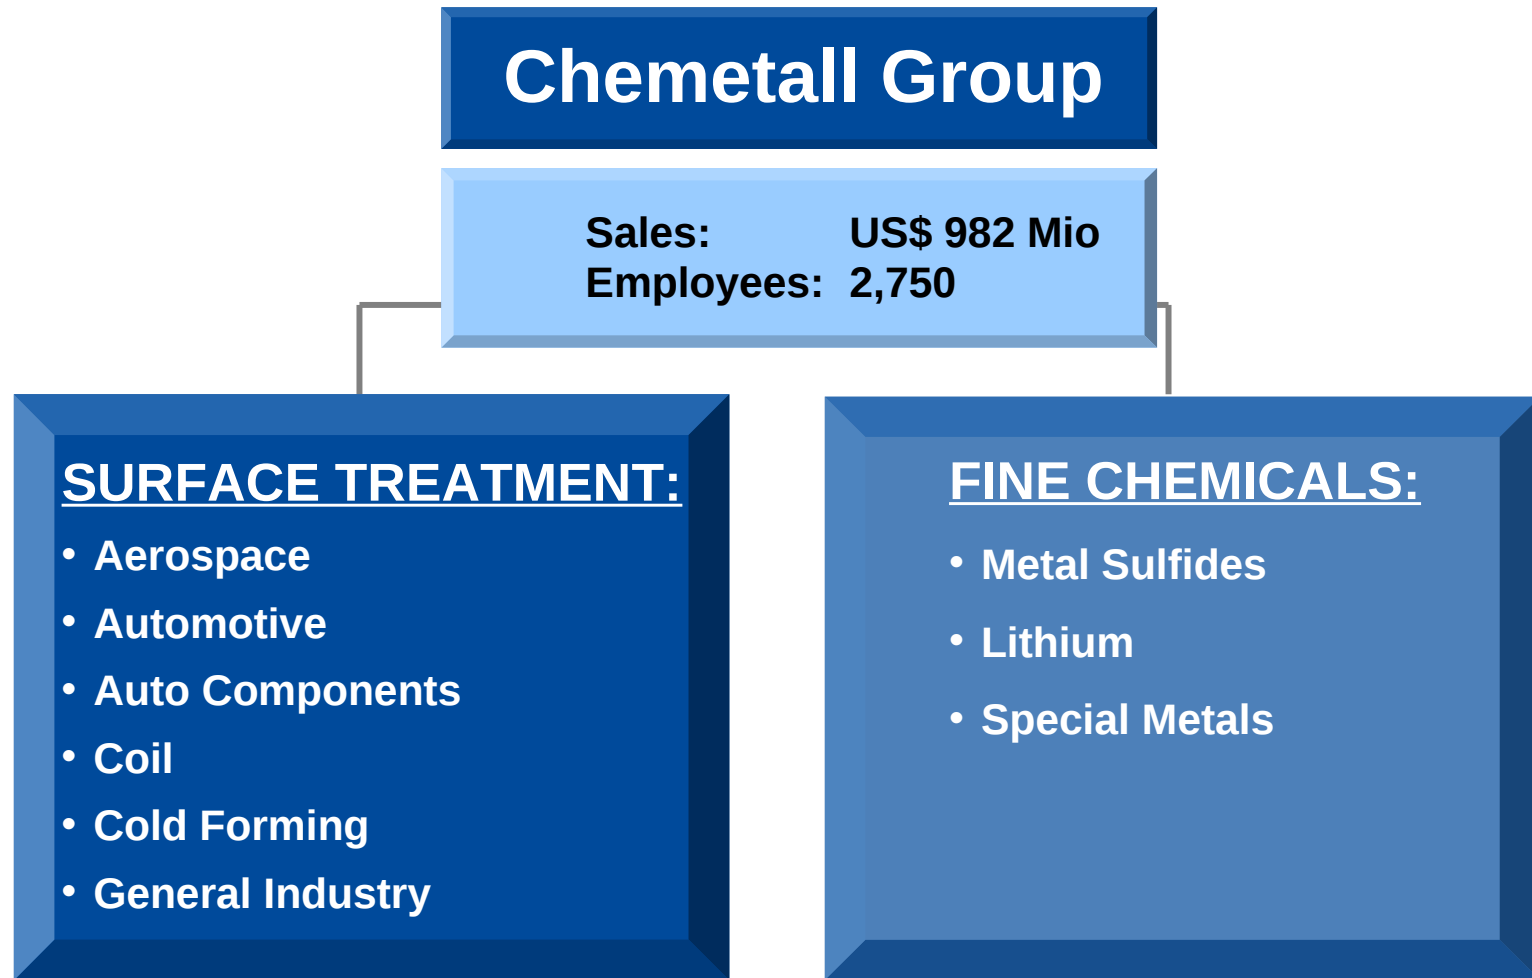 Chemetall Group
Sales: US$ 982 Mio
Employees: 2,750
SURFACE TREATMENT:
• Aerospace
• Automotive
• Auto Components
• Coil
• Cold Forming
• General Industry
FINE CHEMICALS:
• Metal Sulfides
• Lithium
• Special Metals